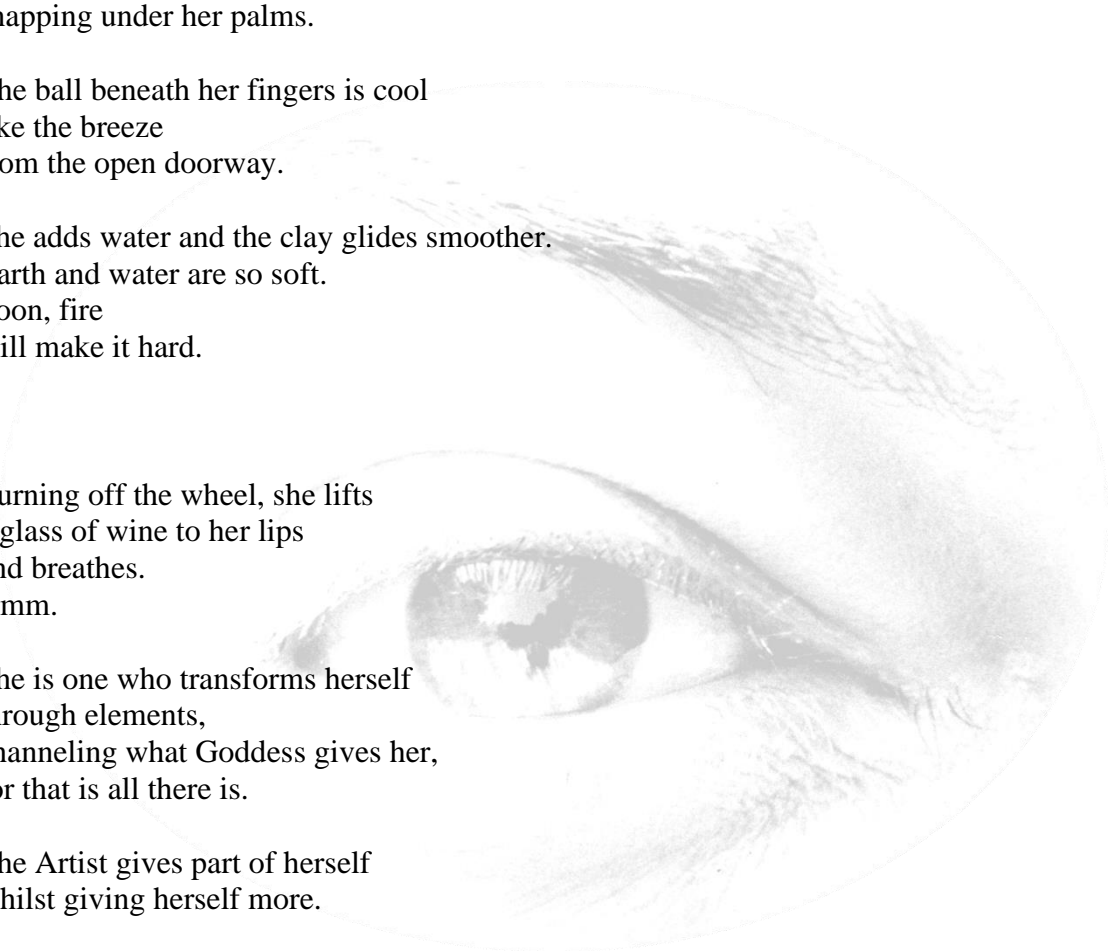 happing under her palms.
he ball beneath her fingers is cool
ke the breeze
om the open doorway.
he adds water and the clay glides smoother.
arth and water are so soft.
oon, fire
ill make it hard.
urning off the wheel, she lifts
glass of wine to her lips
nd breathes.
mm.
he is one who transforms herself
rough elements,
hanneling what Goddess gives her,
or that is all there is.
he Artist gives part of herself
hilst giving herself more.